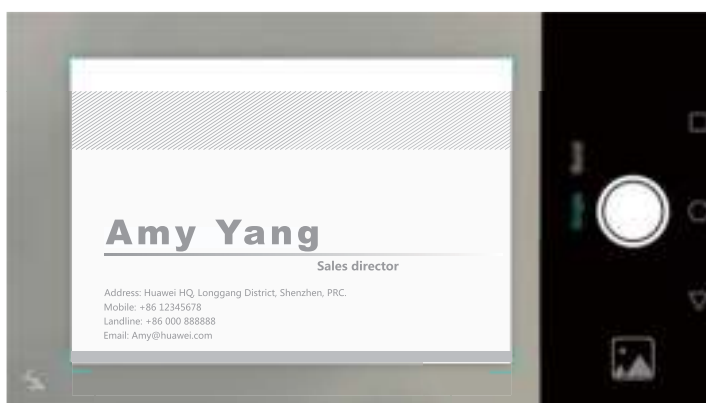 Amy Yang
Sales director
Address: Huawei HQ, Longgang District, Shenzhen, PRC.
Mobile: +86 12345678
Landline: +86 000 888888
Email: Amy@huawei.com
Single